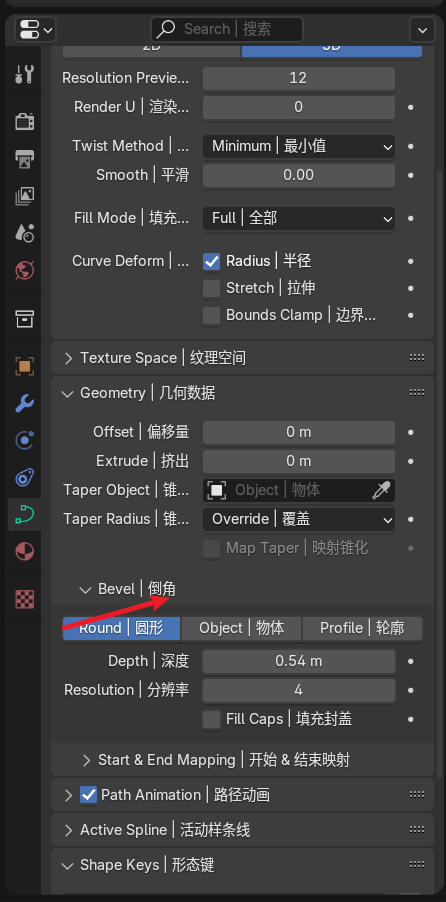 Search | 搜索
2D 3D
Resolution Previe... 12
Render U | 渲染... 0
Twist Method | ... Minimum | 最小值
Smooth | 平滑 0.00
Fill Mode | 填充... Full | 全部
Curve Deform | ... Radius | 半径
Stretch | 拉伸
Bounds Clamp | 边界...
Texture Space | 纹理空间
Geometry | 几何数据
Offset | 偏移量 0 m
Extrude | 挤出 0 m
Taper Object | 锥... Object | 物体
Taper Radius | 锥... Override | 覆盖
Map Taper | 映射锥化
Bevel | 倒角
Round | 圆形 Object | 物体 Profile | 轮廓
Depth | 深度 0.54 m
Resolution | 分辨率 4
Fill Caps | 填充封盖
Start & End Mapping | 开始 & 结束映射
Path Animation | 路径动画
Active Spline | 活动样条线
Shape Keys | 形态键